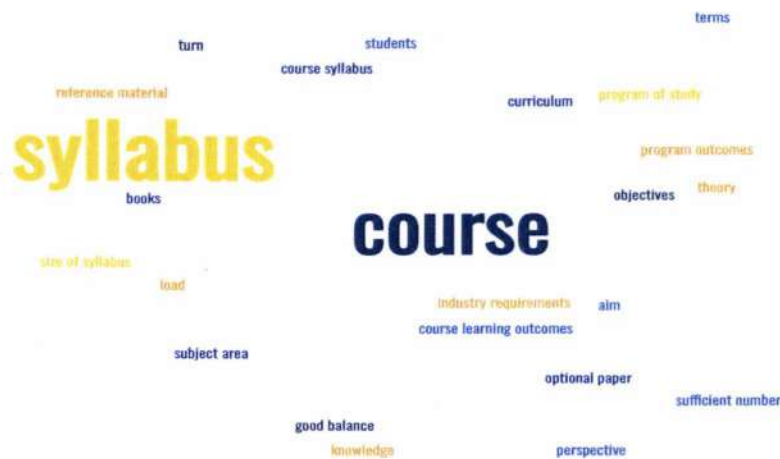 terms
turn
students
course syllabus
reference material
curriculum
program of study
syllabus
program outcomes
books
objectives
theory
course
size of syllabus
load
industry requirements
aim
course learning outcomes
subject area
optional paper
sufficient number
good balance
knowledge
perspective